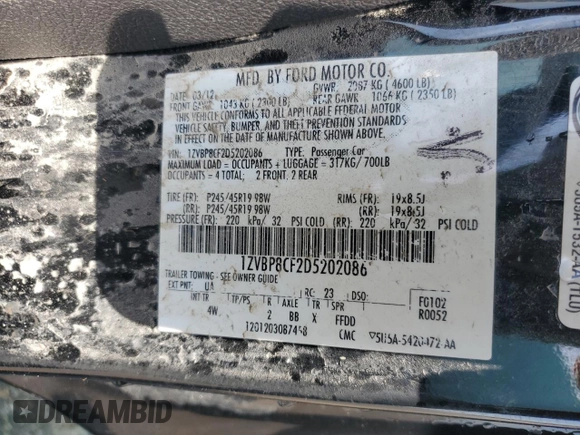 MFD. BY FORD MOTOR CO.
DATE: 03/12 GVWR: 2087 KG ( 4600 LB)
FRONT GAWR: 1043 KG ( 2300 LB) REAR GAWR: 1066 KG ( 2350 LB)
THIS VEHICLE CONFORMS TO ALL APPLICABLE FEDERAL MOTOR
VEHICLE SAFETY, BUMPER, AND THEFT PREVENTION STANDARDS
IN EFFECT ON THE DATE OF MANUFACTURE SHOWN ABOVE.
VIN: 1ZVBP8CF2D5202086 TYPE: Passenger Car
MAXIMUM LOAD = OCCUPANTS + LUGGAGE = 317KG/ 700LB
OCCUPANTS = 4 TOTAL; 2 FRONT, 2 REAR
TIRE (FR): P245/45R19 98W RIMS (FR): 19x8.5J
(RR): P245/45R19 98W (RR): 19x8.5J
PRESSURE (FR): 220 kPa/ 32 PSI COLD (RR): 220 kPa/ 32 PSI COLD
1ZVBP8CF2D5202086
TRAILER TOWING - SEE OWNER GUIDE
EXT PNT: UA RC: 23 DSO: F0102
INT TR TP/PS R AXLE TR SPR R0052
4W 2 BB X FFDD
CMC
DREAMBID